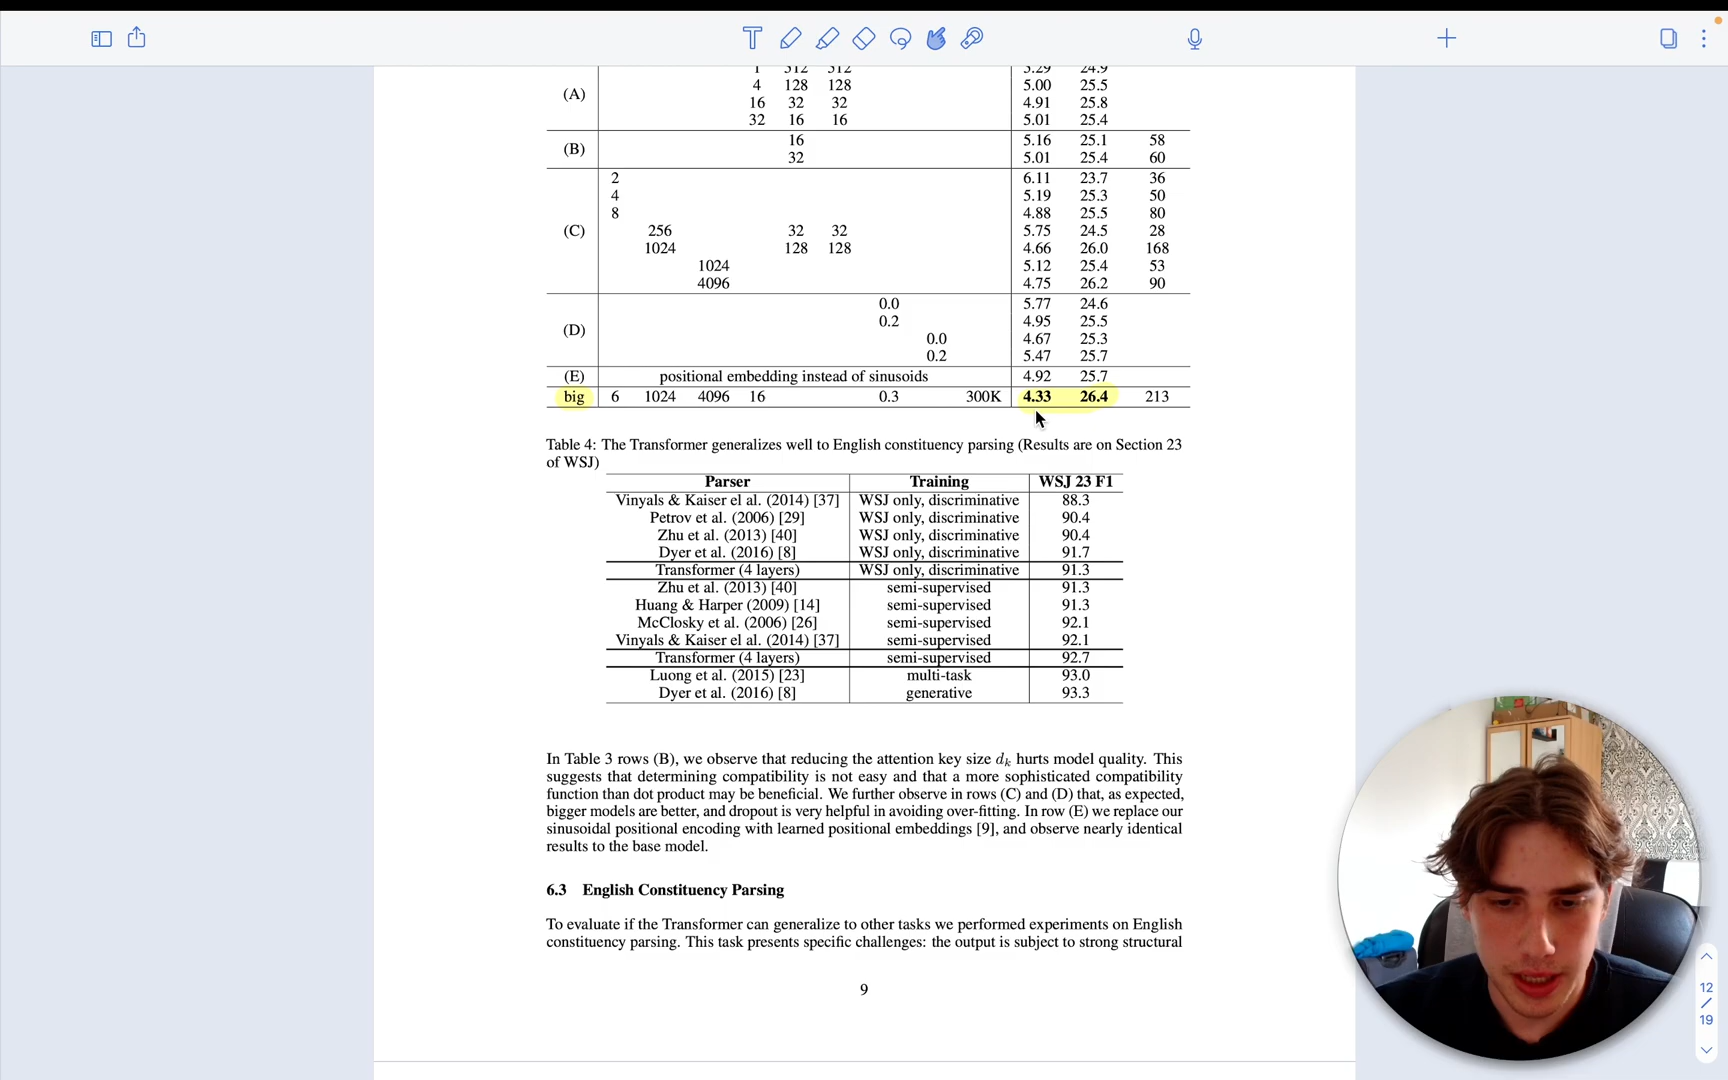 1 512 512 5.29 24.9
4 128 128 5.00 25.5
(A)
16 32 32 4.91 25.8
32 16 16 5.01 25.4
16 5.16 25.1 58
(B)
32 5.01 25.4 60
2 6.11 23.7 36
4 5.19 25.3 50
8 4.88 25.5 80
(C) 256 32 32 5.75 24.5 28
1024 128 128 4.66 26.0 168
1024 5.12 25.4 53
4096 4.75 26.2 90
0.0 5.77 24.6
0.2 4.95 25.5
(D)
0.0 4.67 25.3
0.2 5.47 25.7
(E) positional embedding instead of sinusoids 4.92 25.7
big 6 1024 4096 16 0.3 300K 4.33 26.4 213
Table 4: The Transformer generalizes well to English constituency parsing (Results are on Section 23
of WSJ)
Parser Training WSJ 23 F1
Vinyals & Kaiser el al. (2014) [37] WSJ only, discriminative 88.3
Petrov et al. (2006) [29] WSJ only, discriminative 90.4
Zhu et al. (2013) [40] WSJ only, discriminative 90.4
Dyer et al. (2016) [8] WSJ only, discriminative 91.7
Transformer (4 layers) WSJ only, discriminative 91.3
Zhu et al. (2013) [40] semi-supervised 91.3
Huang & Harper (2009) [14] semi-supervised 91.3
McClosky et al. (2006) [26] semi-supervised 92.1
Vinyals & Kaiser el al. (2014) [37] semi-supervised 92.1
Transformer (4 layers) semi-supervised 92.7
Luong et al. (2015) [23] multi-task 93.0
Dyer et al. (2016) [8] generative 93.3
In Table 3 rows (B), we observe that reducing the attention key size dk hurts model quality. This
suggests that determining compatibility is not easy and that a more sophisticated compatibility
function than dot product may be beneficial. We further observe in rows (C) and (D) that, as expected,
bigger models are better, and dropout is very helpful in avoiding over-fitting. In row (E) we replace our
sinusoidal positional encoding with learned positional embeddings [9], and observe nearly identical
results to the base model.
6.3 English Constituency Parsing
To evaluate if the Transformer can generalize to other tasks we performed experiments on English
constituency parsing. This task presents specific challenges: the output is subject to strong structural
9
12
/
19